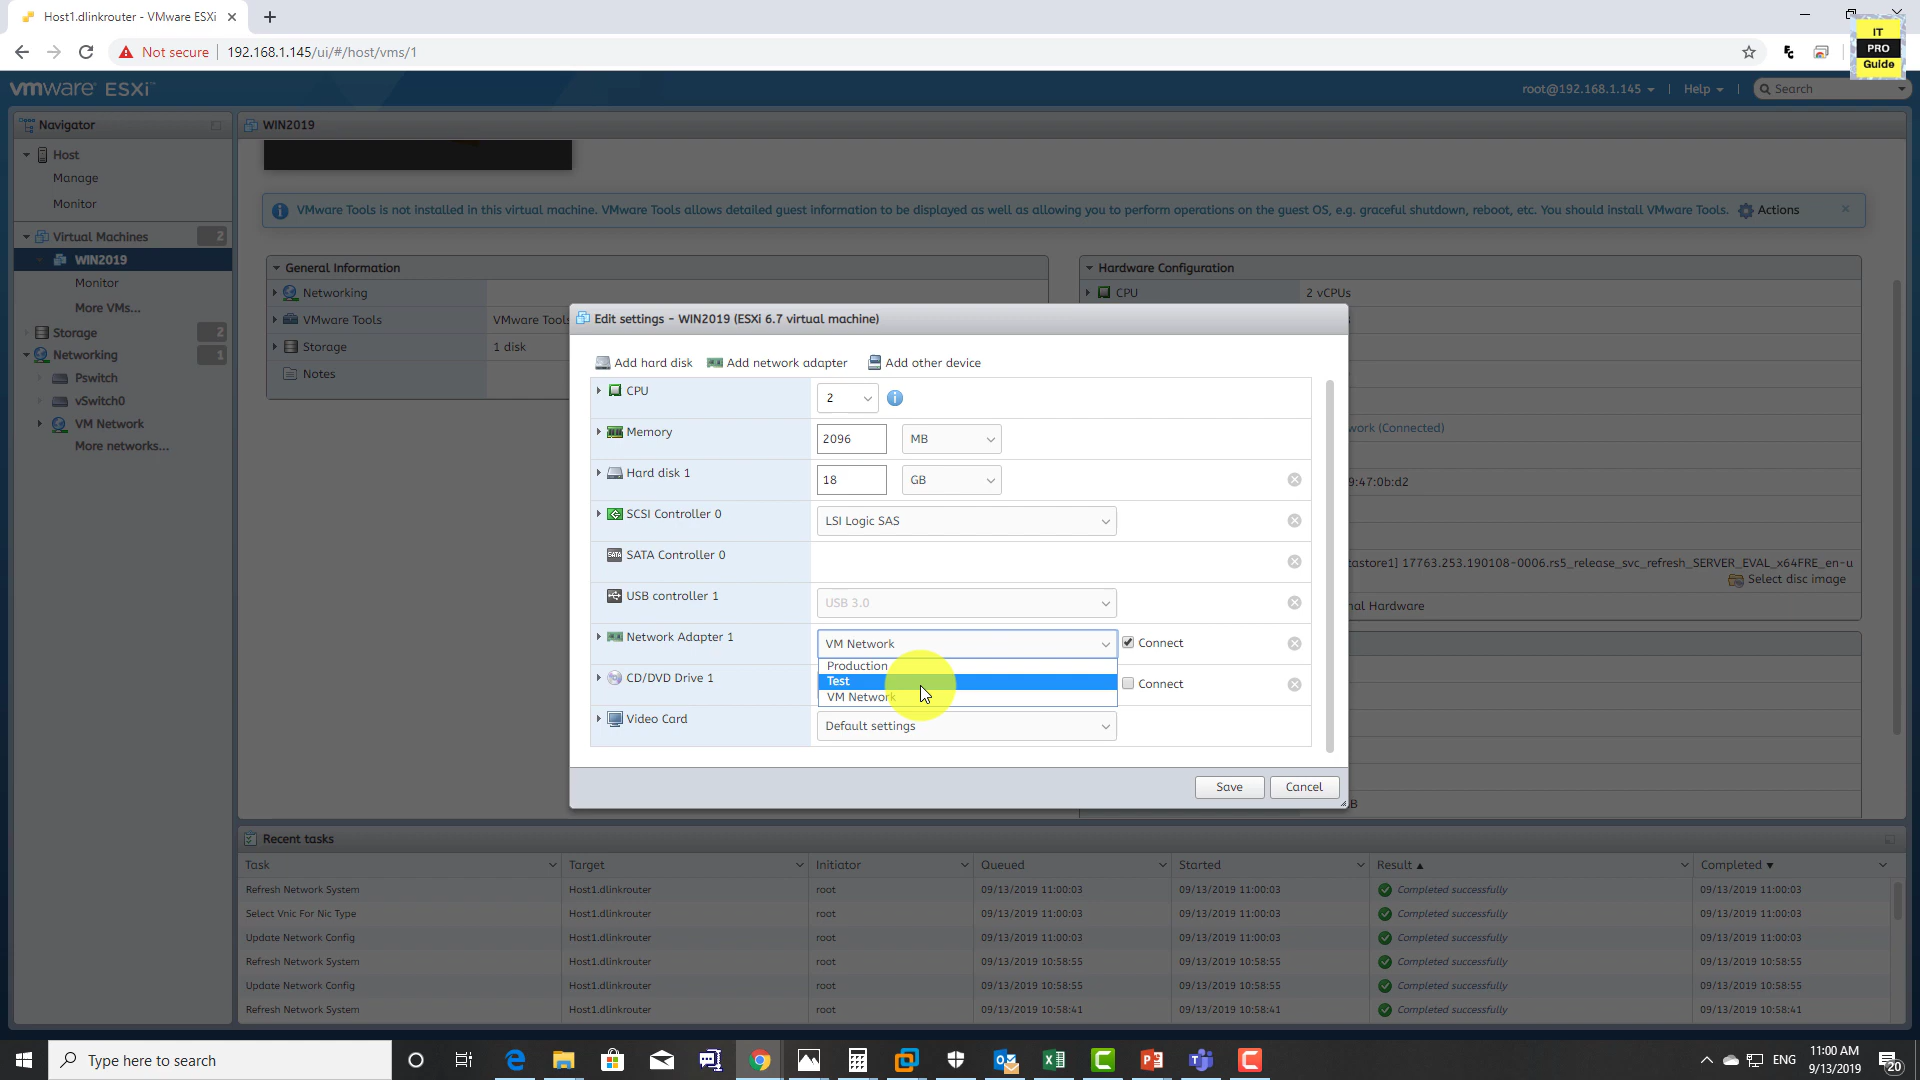 Host1.dlinkrouter - VMware ESXi
IT
PRO
Guide
Not secure
192.168.1.145/ui/#/host/vms/1
vmware ESXi
root@192.168.1.145
Help
Search
Navigator
WIN2019
Host
Manage
Monitor
VMware Tools is not installed in this virtual machine. VMware Tools allows detailed guest information to be displayed as well as allowing you to perform operations on the guest OS, e.g. graceful shutdown, reboot, etc. You should install VMware Tools.
Actions
Virtual Machines 2
WIN2019
Monitor
More VMs...
Storage 2
Networking 1
Pswitch
vSwitch0
VM Network
More networks...
General Information
Networking
VMware Tools
VMware Tools
Storage
1 disk
Notes
Hardware Configuration
CPU
2 vCPUs
work (Connected)
9:47:0b:d2
tastore1] 17763.253.190108-0006.rs5_release_svc_refresh_SERVER_EVAL_x64FRE_en-u
Select disc image
nal Hardware
B
Edit settings - WIN2019 (ESXi 6.7 virtual machine)
Add hard disk
Add network adapter
Add other device
CPU
2
Memory
2096
MB
Hard disk 1
18
GB
SCSI Controller 0
LSI Logic SAS
SATA
SATA Controller 0
USB controller 1
USB 3.0
Network Adapter 1
VM Network
Connect
Production
Test
VM Network
CD/DVD Drive 1
Connect
Video Card
Default settings
Save
Cancel
Recent tasks
Task Target Initiator Queued Started Result Completed
Refresh Network System Host1.dlinkrouter root 09/13/2019 11:00:03 09/13/2019 11:00:03 Completed successfully 09/13/2019 11:00:03
Select Vnic For Nic Type Host1.dlinkrouter root 09/13/2019 11:00:03 09/13/2019 11:00:03 Completed successfully 09/13/2019 11:00:03
Update Network Config Host1.dlinkrouter root 09/13/2019 11:00:03 09/13/2019 11:00:03 Completed successfully 09/13/2019 11:00:03
Refresh Network System Host1.dlinkrouter root 09/13/2019 10:58:55 09/13/2019 10:58:55 Completed successfully 09/13/2019 10:58:55
Update Network Config Host1.dlinkrouter root 09/13/2019 10:58:55 09/13/2019 10:58:55 Completed successfully 09/13/2019 10:58:55
Refresh Network System Host1.dlinkrouter root 09/13/2019 10:58:41 09/13/2019 10:58:41 Completed successfully 09/13/2019 10:58:41
Type here to search
ENG
11:00 AM
9/13/2019
20